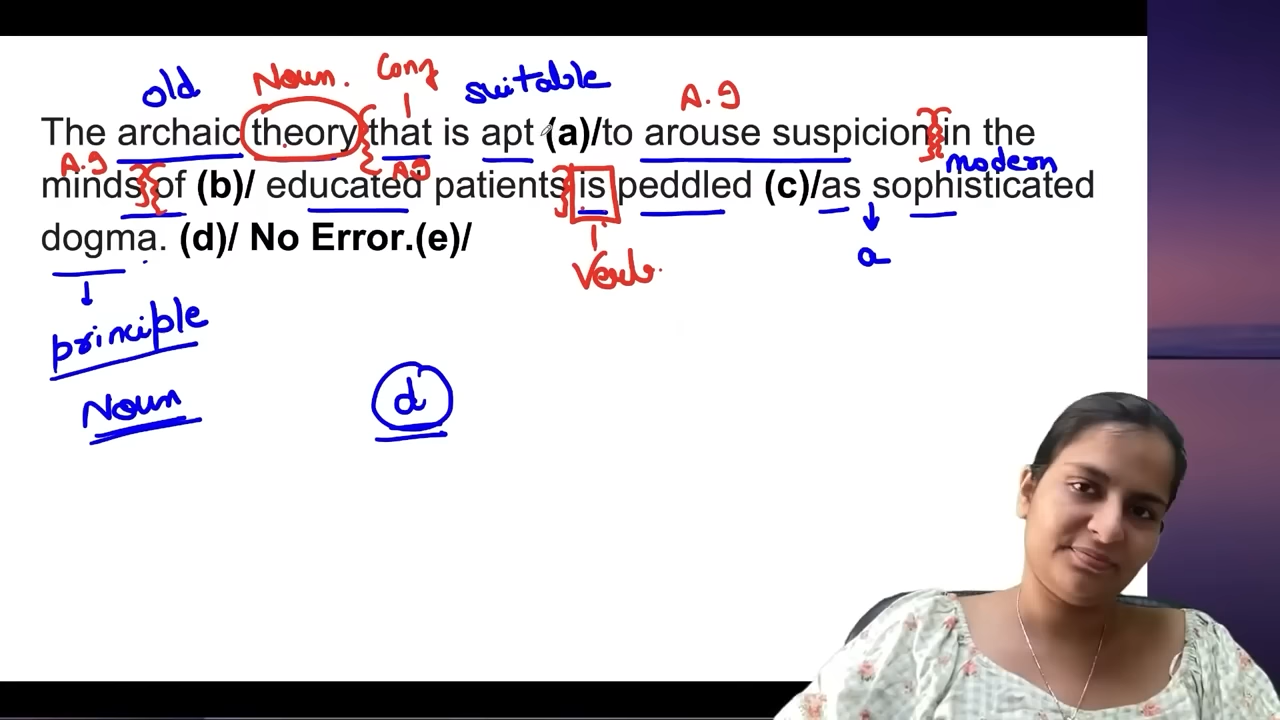 old Noun. Conj suitable A.g
The archaic theory that is apt (a)/to arouse suspicion in the
A.g A.g modern
minds of (b)/ educated patients is peddled (c)/as sophisticated
dogma. (d)/ No Error.(e)/
a
Verb.
principle
Noun
d